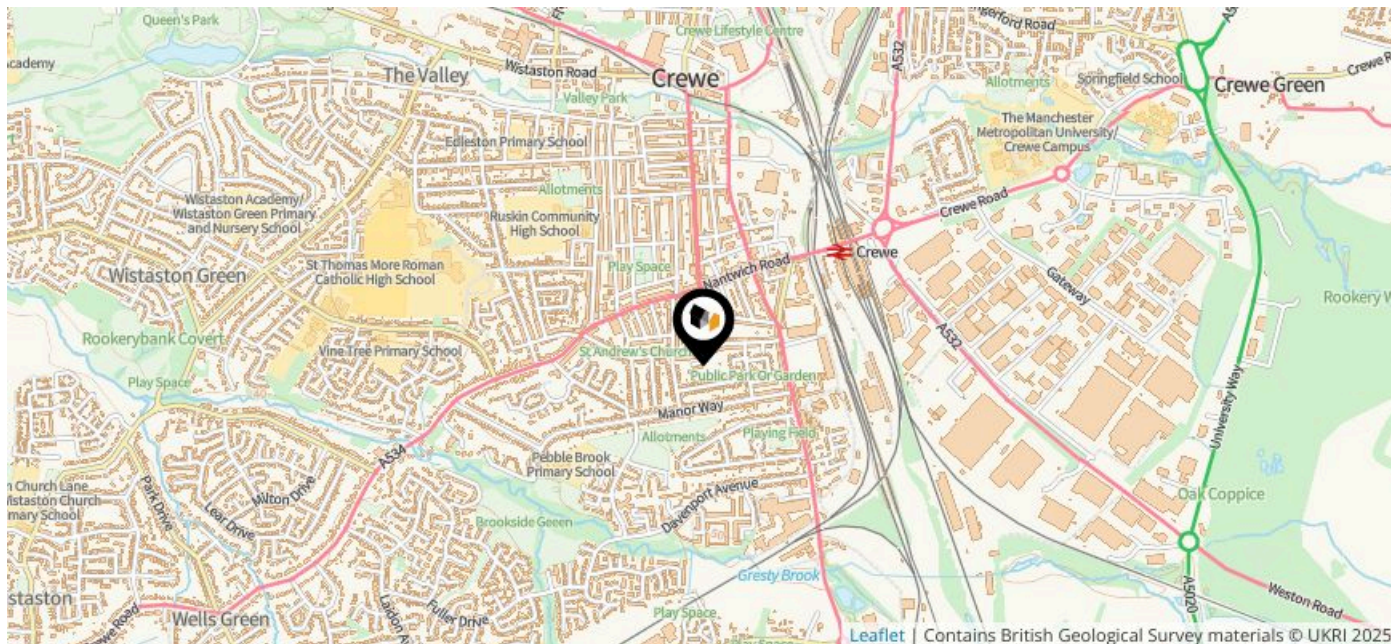 Queen's Park
Academy
The Valley
Wistaston Road
Valley Park
Crewe Lifestyle Centre
Crewe
A532
Allotments
Springfield School
Crewe Green
The Manchester
Metropolitan University/
Crewe Campus
Edleston Primary School
Allotments
Ruskin Community
High School
Wistaston Academy/
Wistaston Green Primary
and Nursery School
Wistaston Green
St Thomas More Roman
Catholic High School
Play Space
Nantwich Road
Crewe
Crewe Road
Gateway
A532
University Way
Rookerybank Covert
Play Space
Vine Tree Primary School
St Andrew's Church
Public Park Or Garden
Manor Way
Allotments
Playing Field
Pebble Brook
Primary School
A534
Milton Drive
Lear Drive
Park Drive
Church Lane
Davenport Avenue
Brookside Green
Oak Coppice
Gresty Brook
A5020
Weston Road
Wells Green
Fuller Drive
Play Space
Leaflet | Contains British Geological Survey materials © UKRI 2025